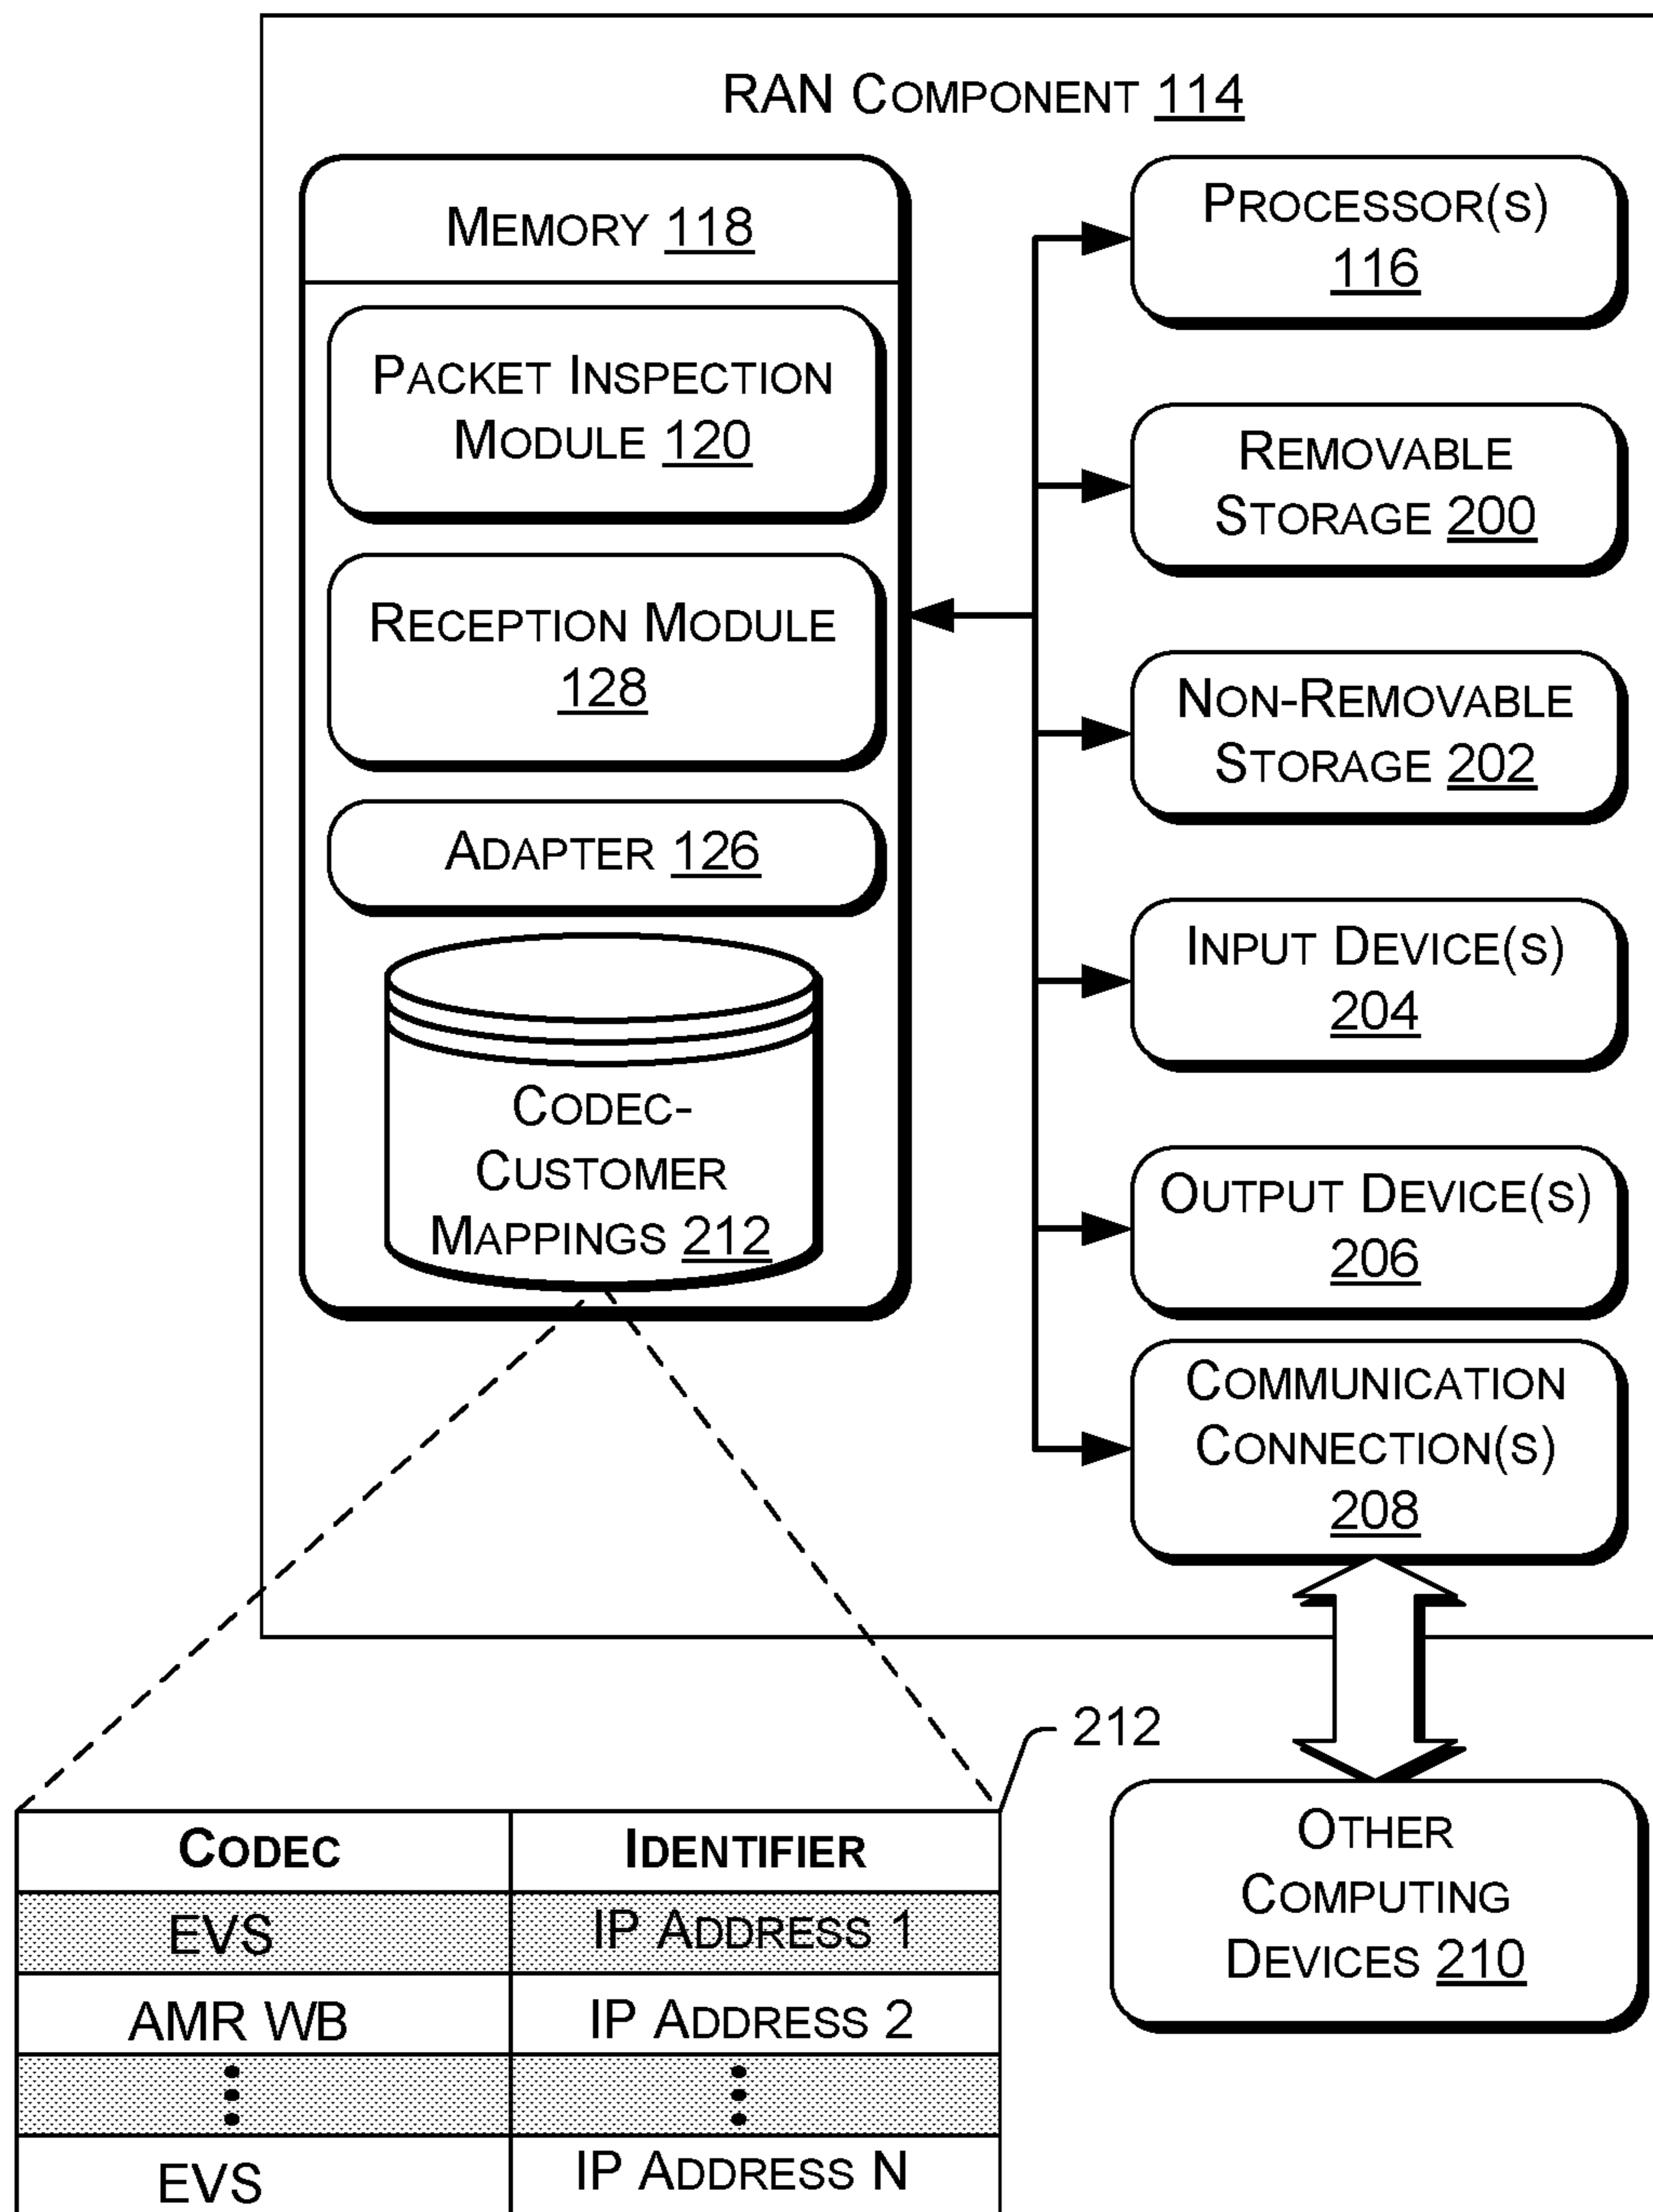 RAN COMPONENT 114
MEMORY 118
PACKET INSPECTION
MODULE 120
RECEPTION MODULE
128
ADAPTER 126
CODEC-
CUSTOMER
MAPPINGS 212
PROCESSOR(S)
116
REMOVABLE
STORAGE 200
NON-REMOVABLE
STORAGE 202
INPUT DEVICE(S)
204
OUTPUT DEVICE(S)
206
COMMUNICATION
CONNECTION(S)
208
212
OTHER
COMPUTING
DEVICES 210
CODEC IDENTIFIER
EVS IP ADDRESS 1
AMR WB IP ADDRESS 2
EVS IP ADDRESS N